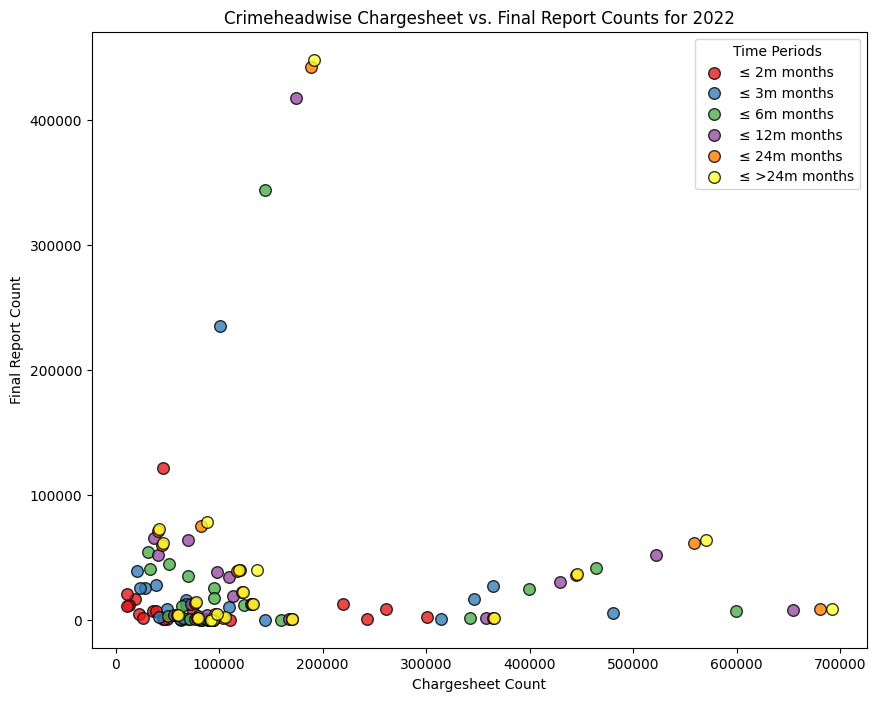 Crimeheadwise Chargesheet vs. Final Report Counts for 2022
Time Periods
≤ 2m months
≤ 3m months
≤ 6m months
≤ 12m months
≤ 24m months
≤ >24m months
400000
300000
200000
100000
0
Final Report Count
0 100000 200000 300000 400000 500000 600000 700000
Chargesheet Count